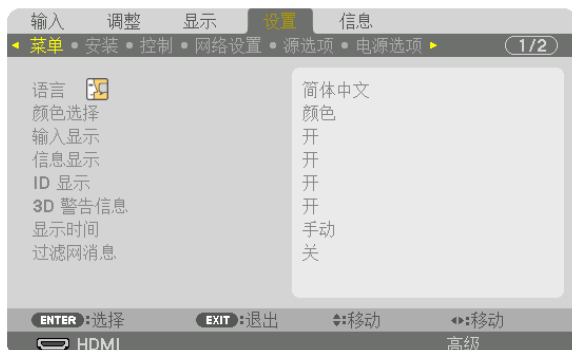 输入 调整 显示 设置 信息
◂ 菜单 • 安装 • 控制 • 网络设置 • 源选项 • 电源选项 ▸ 1/2
语言 简体中文
颜色选择 颜色
输入显示 开
信息显示 开
ID 显示 开
3D 警告信息 开
显示时间 手动
过滤网消息 关
ENTER:选择 EXIT:退出 :移动 :移动
HDMI 高级